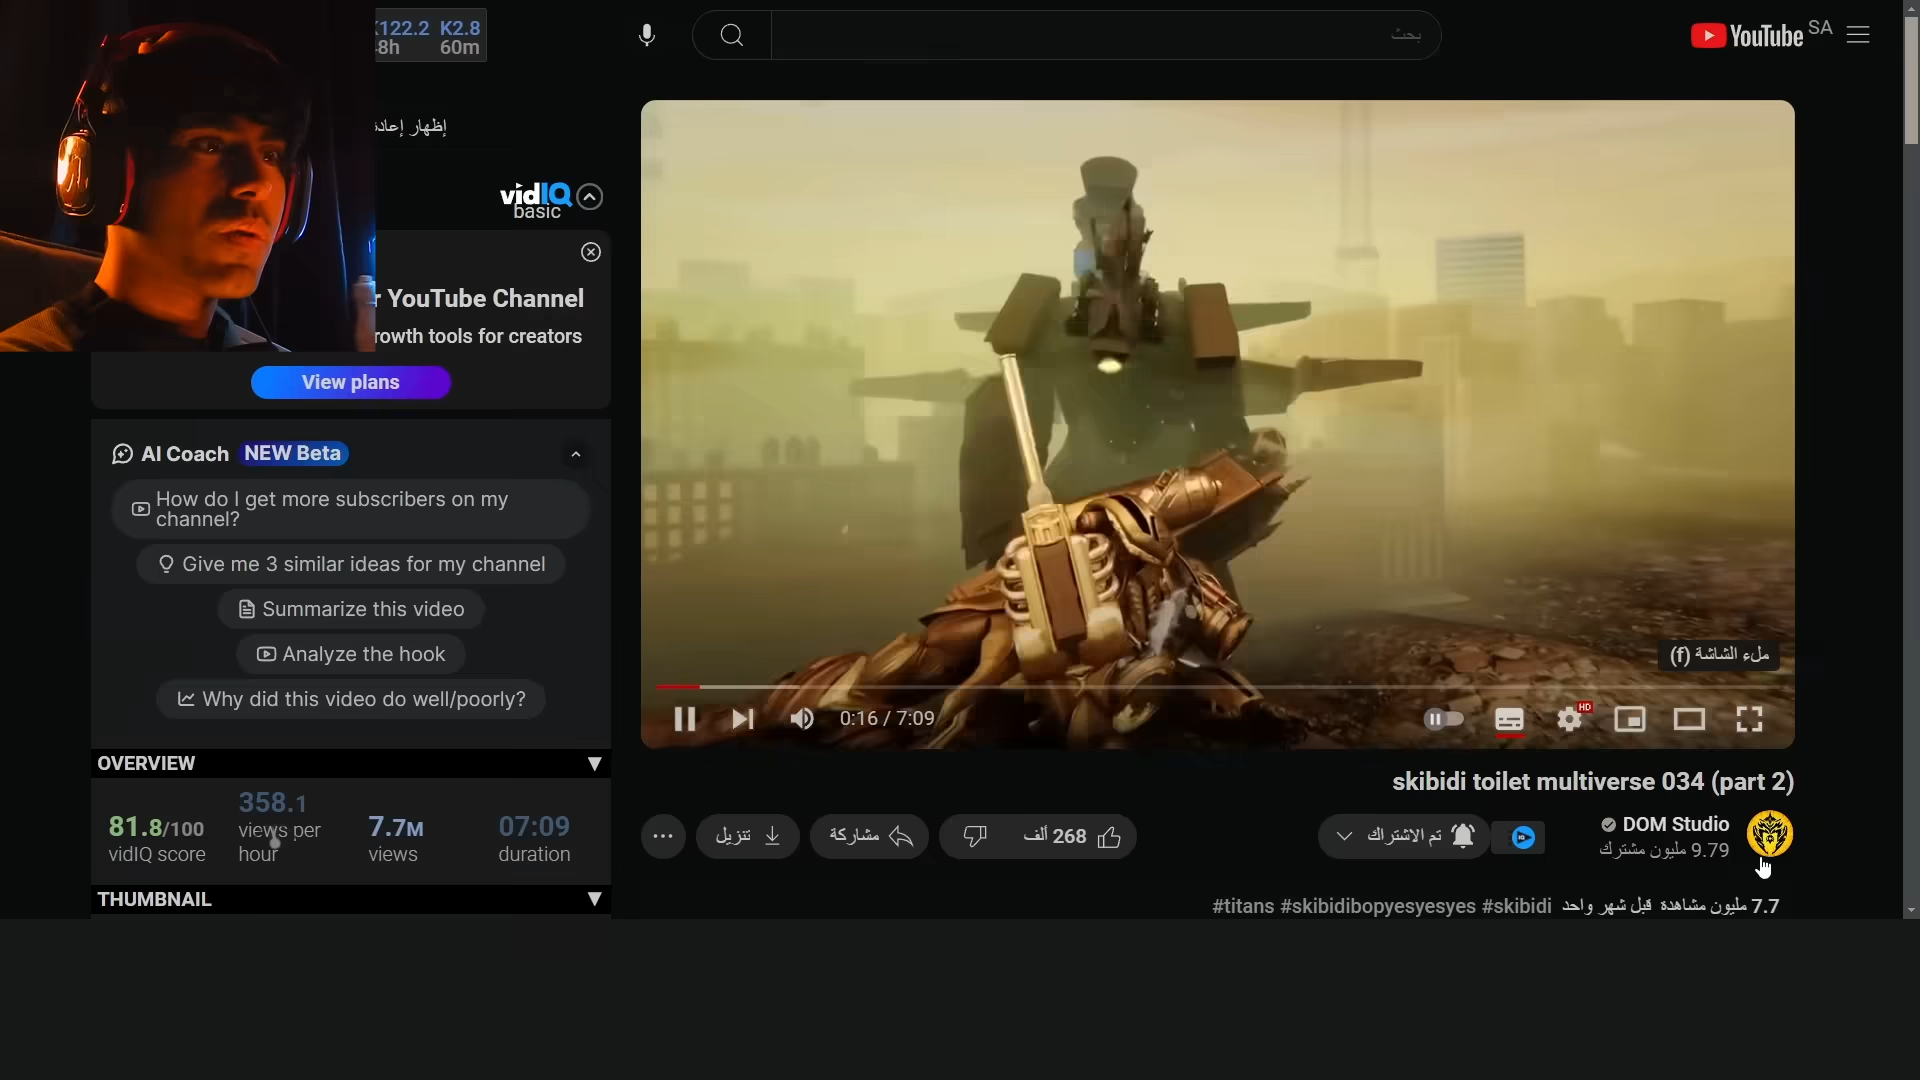 122.2 K2.8
8h 60m
بحث
YouTube SA
إظهار إعادة
vidIQ
basic
YouTube Channel
rowth tools for creators
View plans
AI Coach NEW Beta
How do I get more subscribers on my
channel?
Give me 3 similar ideas for my channel
Summarize this video
Analyze the hook
Why did this video do well/poorly?
OVERVIEW
81.8/100
vidIQ score
358.1
views per
hour
7.7M
views
07:09
duration
THUMBNAIL
ملء الشاشة (f)
0:16 / 7:09
HD
skibidi toilet multiverse 034 (part 2)
DOM Studio
9.79 مليون مشترك
تم الاشتراك
268 ألف
مشاركة
تنزيل
7.7 مليون مشاهدة قبل شهر واحد #titans #skibidibopyesyesyes #skibidi